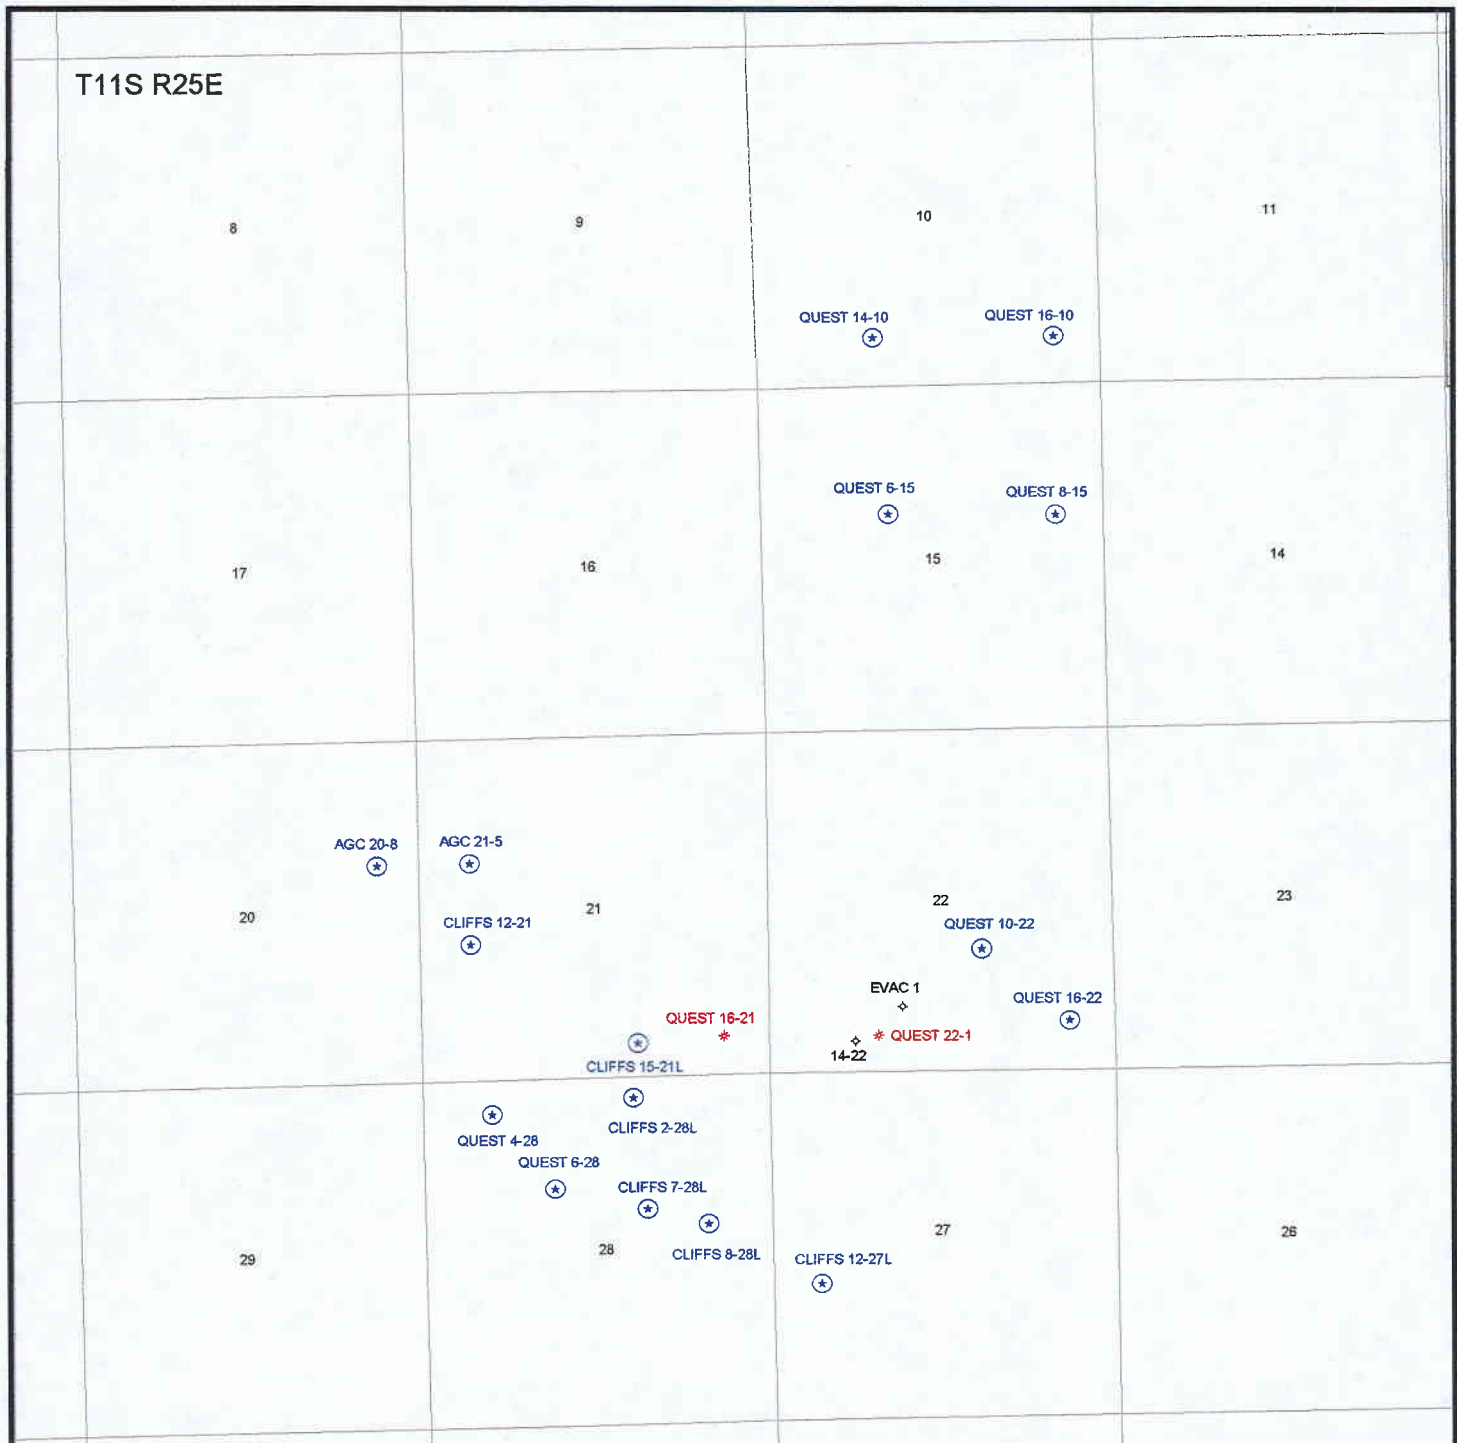 T11S R25E
8
9
10
11
QUEST 14-10
QUEST 16-10
QUEST 6-15
QUEST 8-15
17
16
15
14
AGC 20-8
AGC 21-5
20
21
22
23
CLIFFS 12-21
QUEST 10-22
EVAC 1
QUEST 16-22
QUEST 16-21
QUEST 22-1
14-22
CLIFFS 15-21L
CLIFFS 2-28L
QUEST 4-28
QUEST 6-28
CLIFFS 7-28L
CLIFFS 8-28L
CLIFFS 12-27L
29
28
27
26